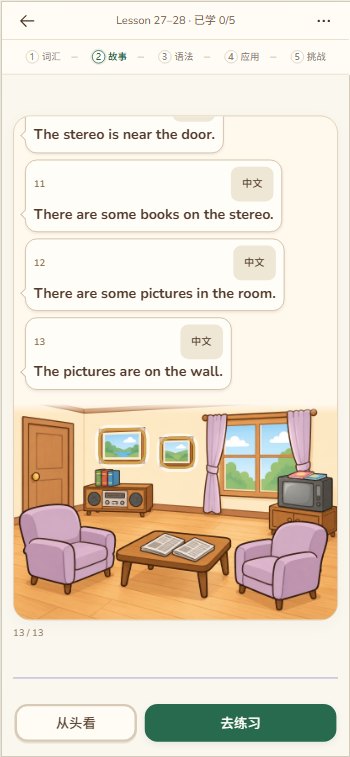 Lesson 27–28 · 已学 0/5
1 词汇 – 2 故事 – 3 语法 – 4 应用 – 5 挑战
The stereo is near the door.
11 中文
There are some books on the stereo.
12 中文
There are some pictures in the room.
13 中文
The pictures are on the wall.
13 / 13
从头看 去练习